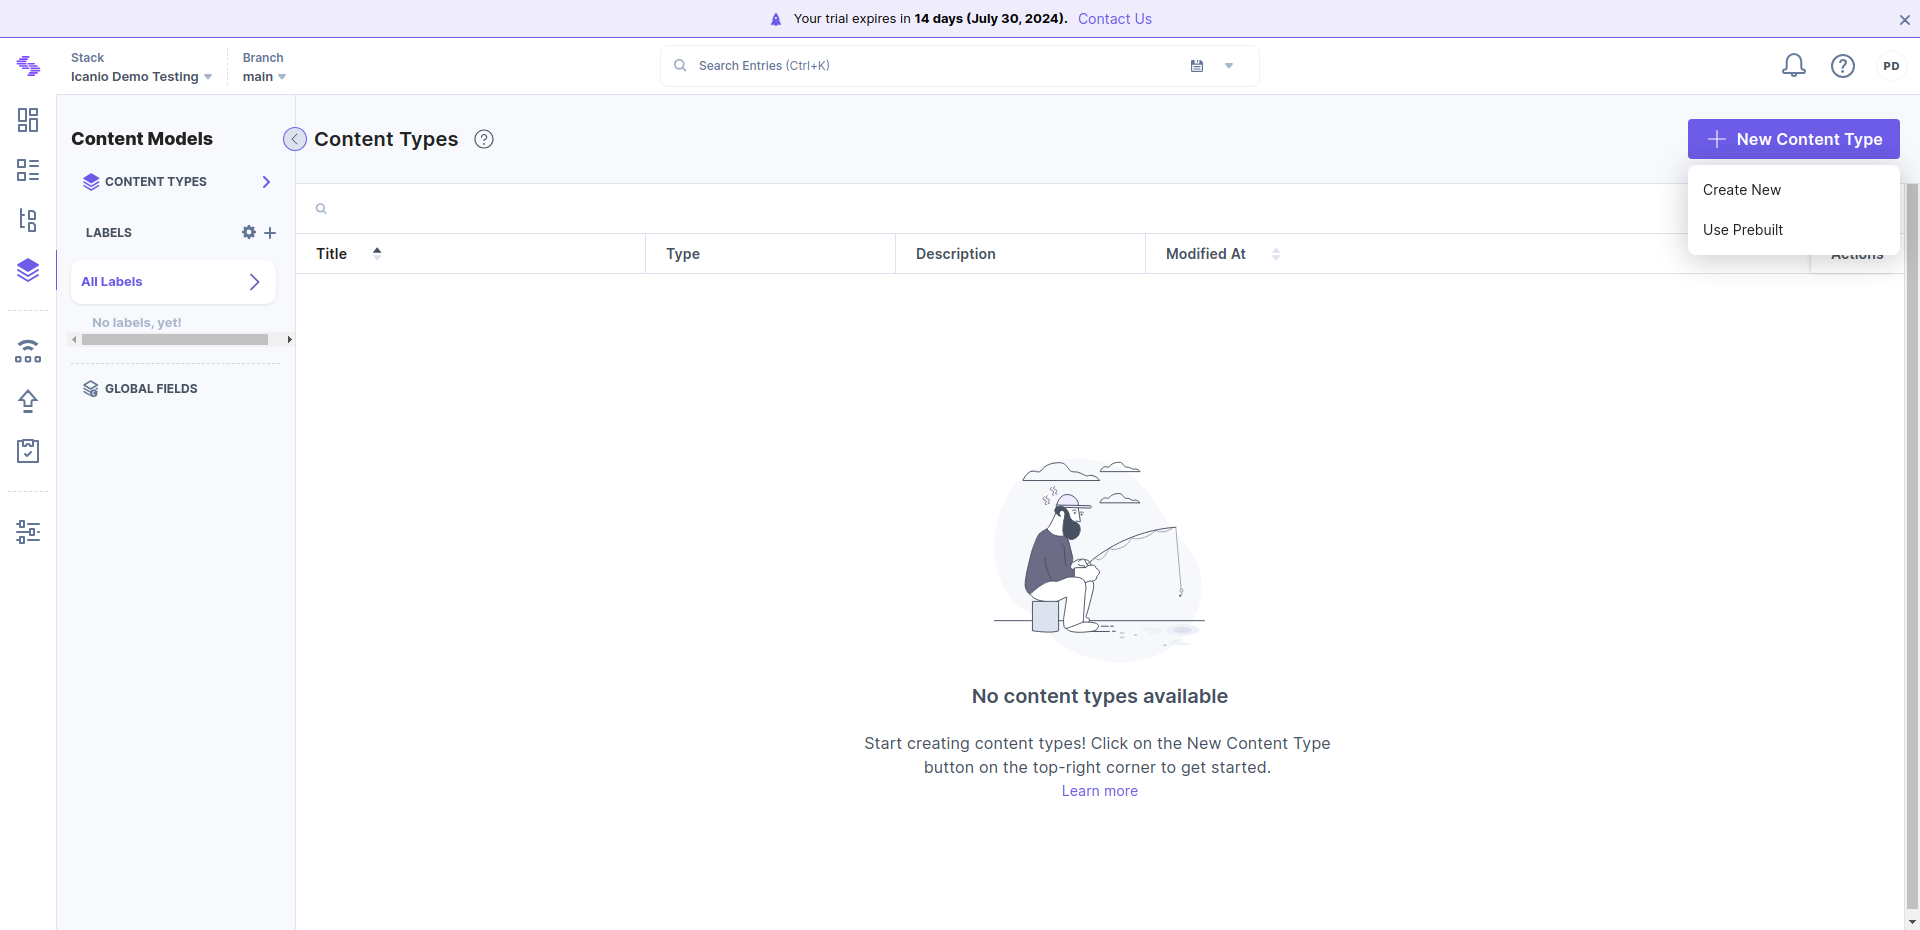 Your trial expires in 14 days (July 30, 2024). Contact Us
Stack
Icanio Demo Testing
Branch
main
Search Entries (Ctrl+K)
PD
Content Models
CONTENT TYPES
LABELS
All Labels
No labels, yet!
GLOBAL FIELDS
Content Types
New Content Type
Create New
Use Prebuilt
Title
Type
Description
Modified At
Actions
No content types available
Start creating content types! Click on the New Content Type
button on the top-right corner to get started.
Learn more